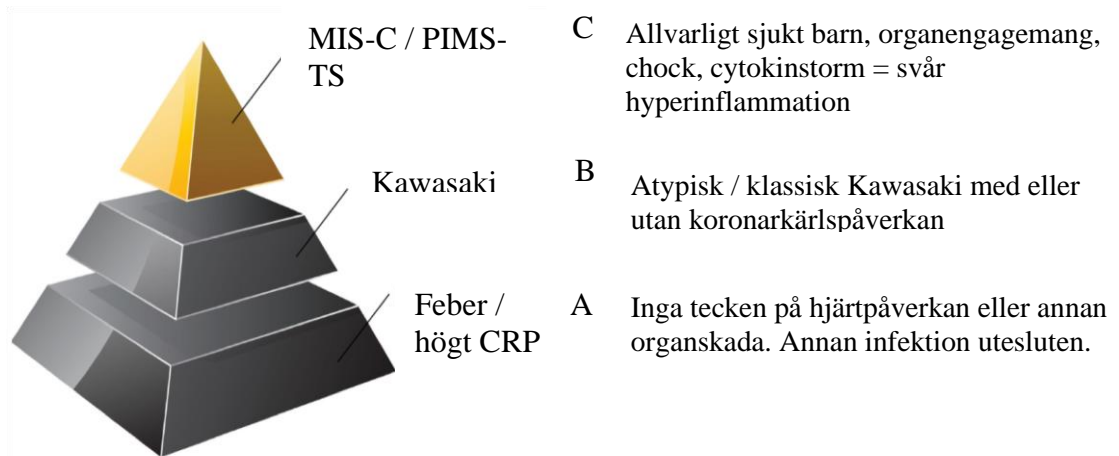 MIS-C / PIMS-
TS
C
Allvarligt sjukt barn, organengagemang,
chock, cytokinstorm = svår
hyperinflammation
Kawasaki
B
Atypisk / klassisk Kawasaki med eller
utan koronarkärlspåverkan
Feber /
högt CRP
A
Inga tecken på hjärtpåverkan eller annan
organskada. Annan infektion utesluten.